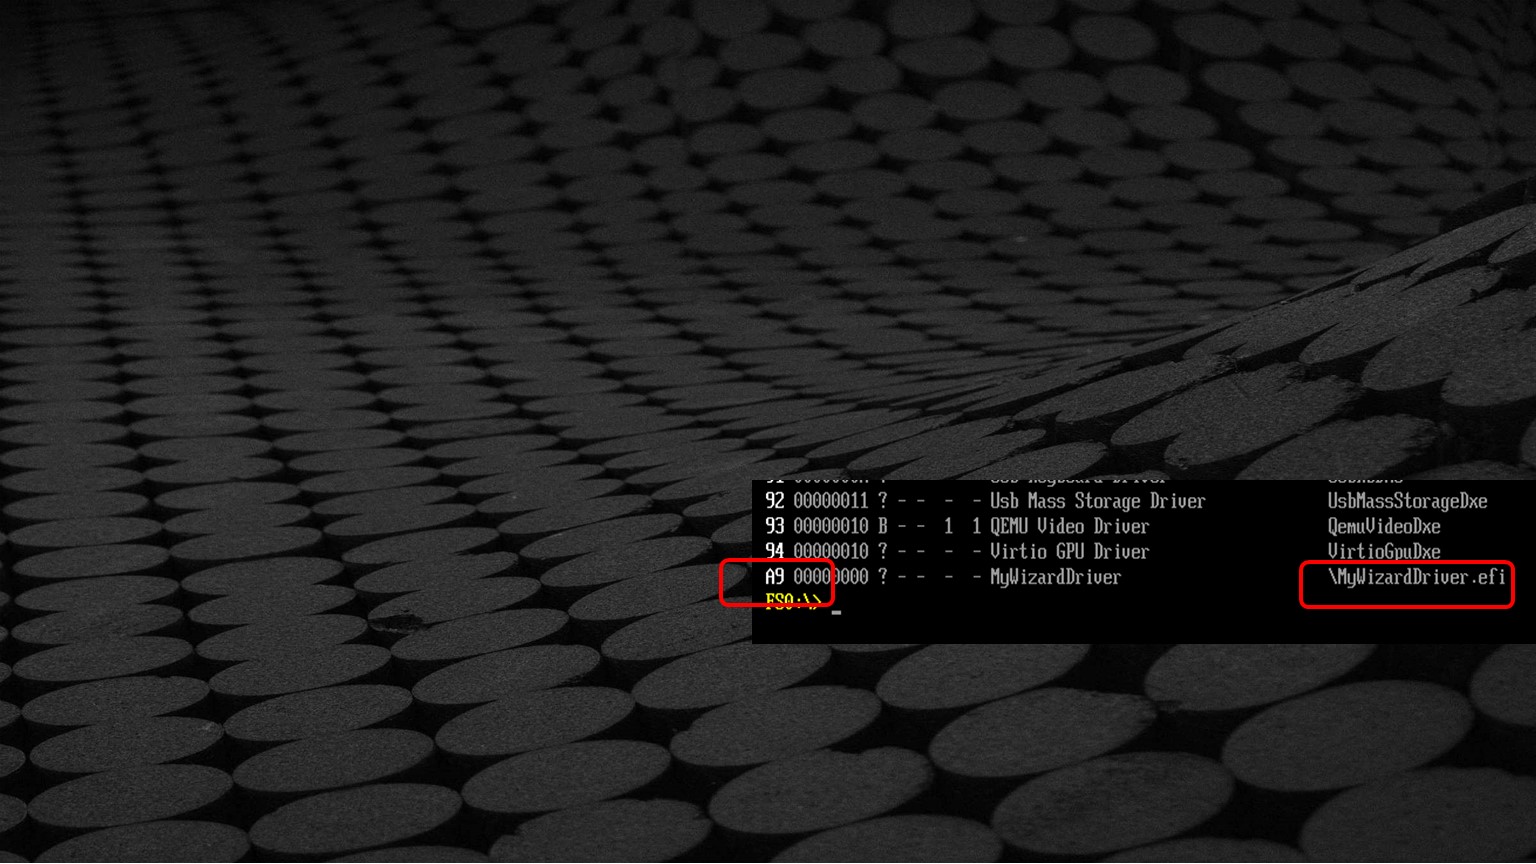 92 00000011 ? - - - - Usb Mass Storage Driver UsbMassStorageDxe
93 00000010 B - - 1 1 QEMU Video Driver QemuVideoDxe
94 00000010 ? - - - - Virtio GPU Driver VirtioGpuDxe
A9 00000000 ? - - - - MyWizardDriver \MyWizardDriver.efi
FS0:\> _